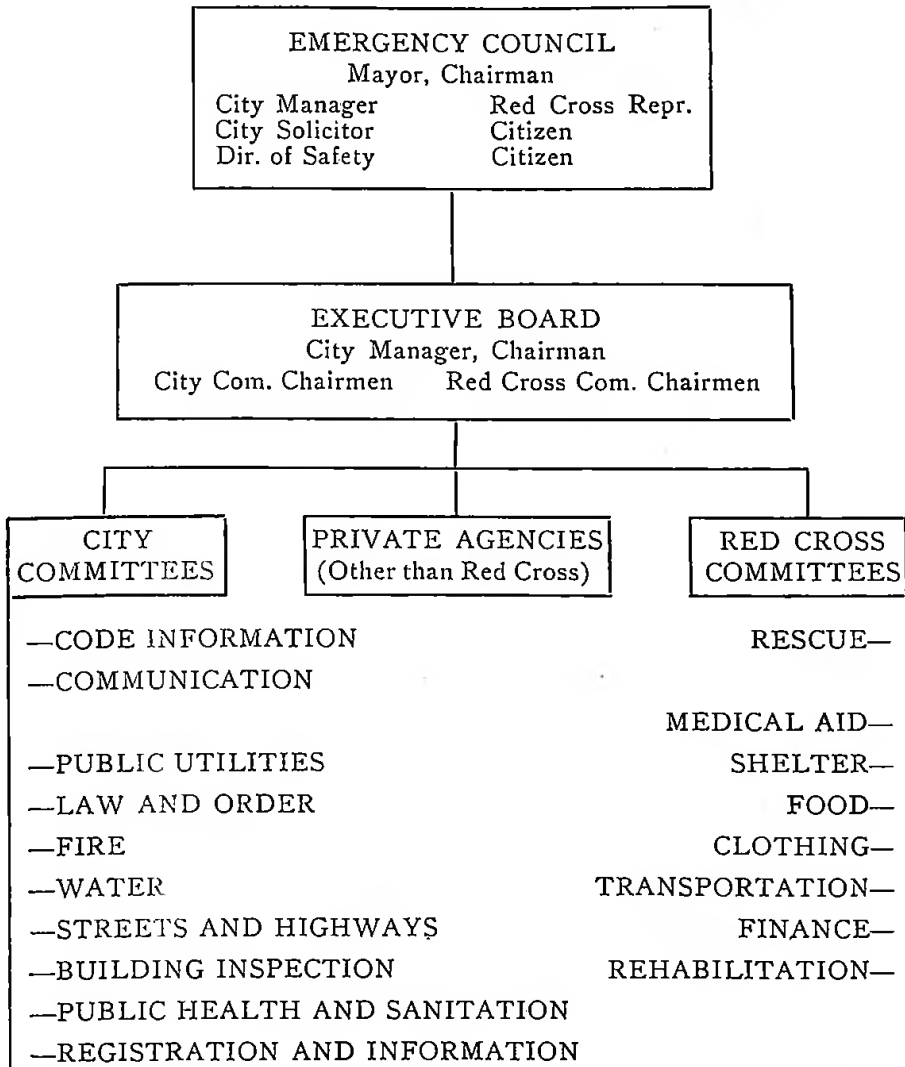 EMERGENCY COUNCIL
Mayor, Chairman
City Manager Red Cross Repr.
City Solicitor Citizen
Dir. of Safety Citizen
EXECUTIVE BOARD
City Manager, Chairman
City Com. Chairmen Red Cross Com. Chairmen
CITY
COMMITTEES
PRIVATE AGENCIES
(Other than Red Cross)
RED CROSS
COMMITTEES
—CODE INFORMATION
—COMMUNICATION
—PUBLIC UTILITIES
—LAW AND ORDER
—FIRE
—WATER
—STREETS AND HIGHWAYS
—BUILDING INSPECTION
—PUBLIC HEALTH AND SANITATION
—REGISTRATION AND INFORMATION
RESCUE—
MEDICAL AID—
SHELTER—
FOOD—
CLOTHING—
TRANSPORTATION—
FINANCE—
REHABILITATION—